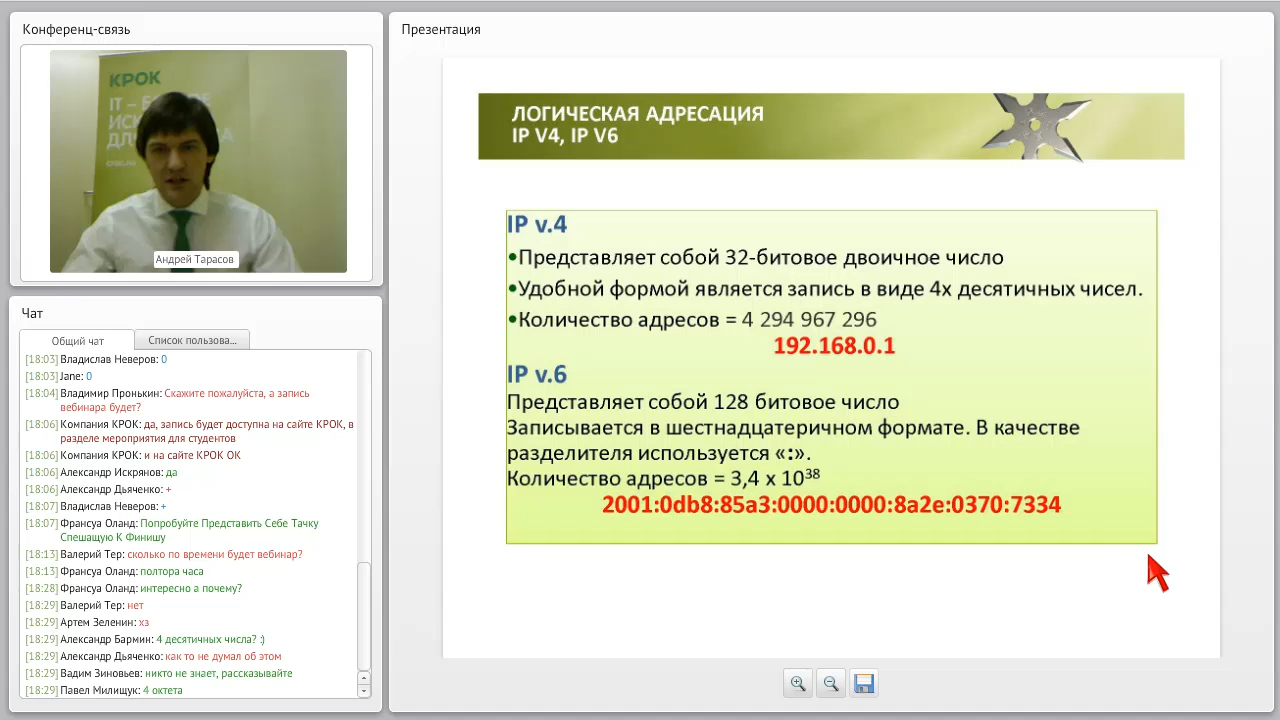 Конференц-связь
КРОК
Андрей Тарасов
Чат
Общий чат
Список пользова...
[18:03] Владислав Неверов: 0
[18:03] Jane: 0
[18:04] Владимир Пронькин: Скажите пожалуйста, а запись
вебинара будет?
[18:06] Компания КРОК: да, запись будет доступна на сайте КРОК, в
разделе мероприятия для студентов
[18:06] Компания КРОК: и на сайте КРОК ОК
[18:06] Александр Искрянов: да
[18:06] Александр Дьяченко: +
[18:07] Владислав Неверов: +
[18:07] Франсуа Оланд: Попробуйте Представить Себе Тачку
Спешащую К Финишу
[18:13] Валерий Тер: сколько по времени будет вебинар?
[18:13] Франсуа Оланд: полтора часа
[18:28] Франсуа Оланд: интересно а почему?
[18:29] Валерий Тер: нет
[18:29] Артем Зеленин: хз
[18:29] Александр Бармин: 4 десятичных числа? :)
[18:29] Александр Дьяченко: как то не думал об этом
[18:29] Вадим Зиновьев: никто не знает, рассказывайте
[18:29] Павел Милищук: 4 октета
Презентация
ЛОГИЧЕСКАЯ АДРЕСАЦИЯ
IP V4, IP V6
IP v.4
•Представляет собой 32-битовое двоичное число
•Удобной формой является запись в виде 4х десятичных чисел.
•Количество адресов = 4 294 967 296
192.168.0.1
IP v.6
Представляет собой 128 битовое число
Записывается в шестнадцатеричном формате. В качестве
разделителя используется «:».
Количество адресов = 3,4 x 10³⁸
2001:0db8:85a3:0000:0000:8a2e:0370:7334